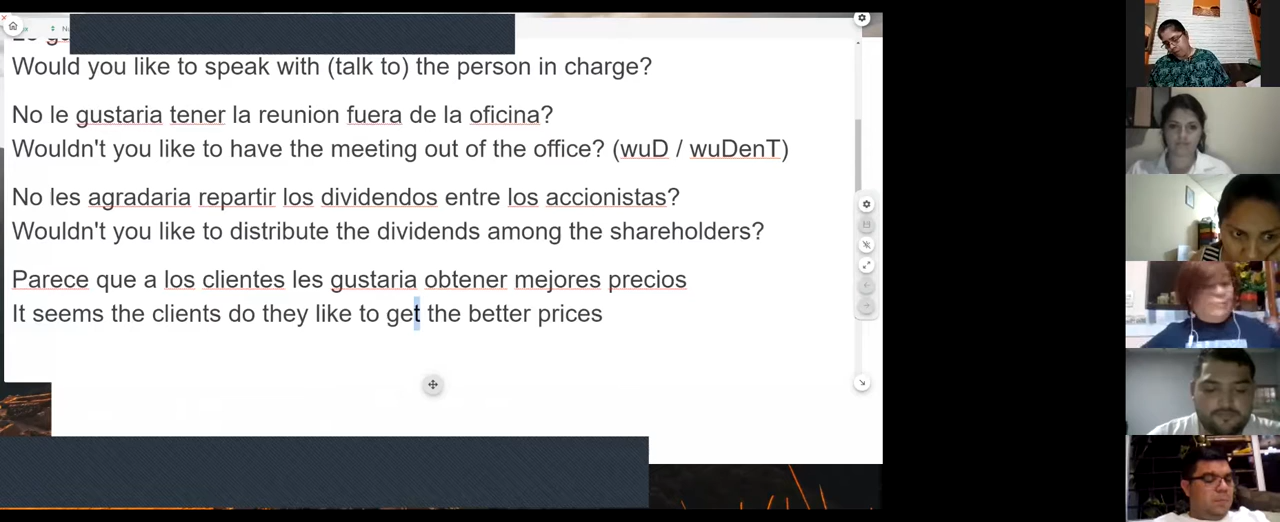 Would you like to speak with (talk to) the person in charge?
No le gustaria tener la reunion fuera de la oficina?
Wouldn't you like to have the meeting out of the office? (wuD / wuDenT)
No les agradaria repartir los dividendos entre los accionistas?
Wouldn't you like to distribute the dividends among the shareholders?
Parece que a los clientes les gustaria obtener mejores precios
It seems the clients do they like to get the better prices